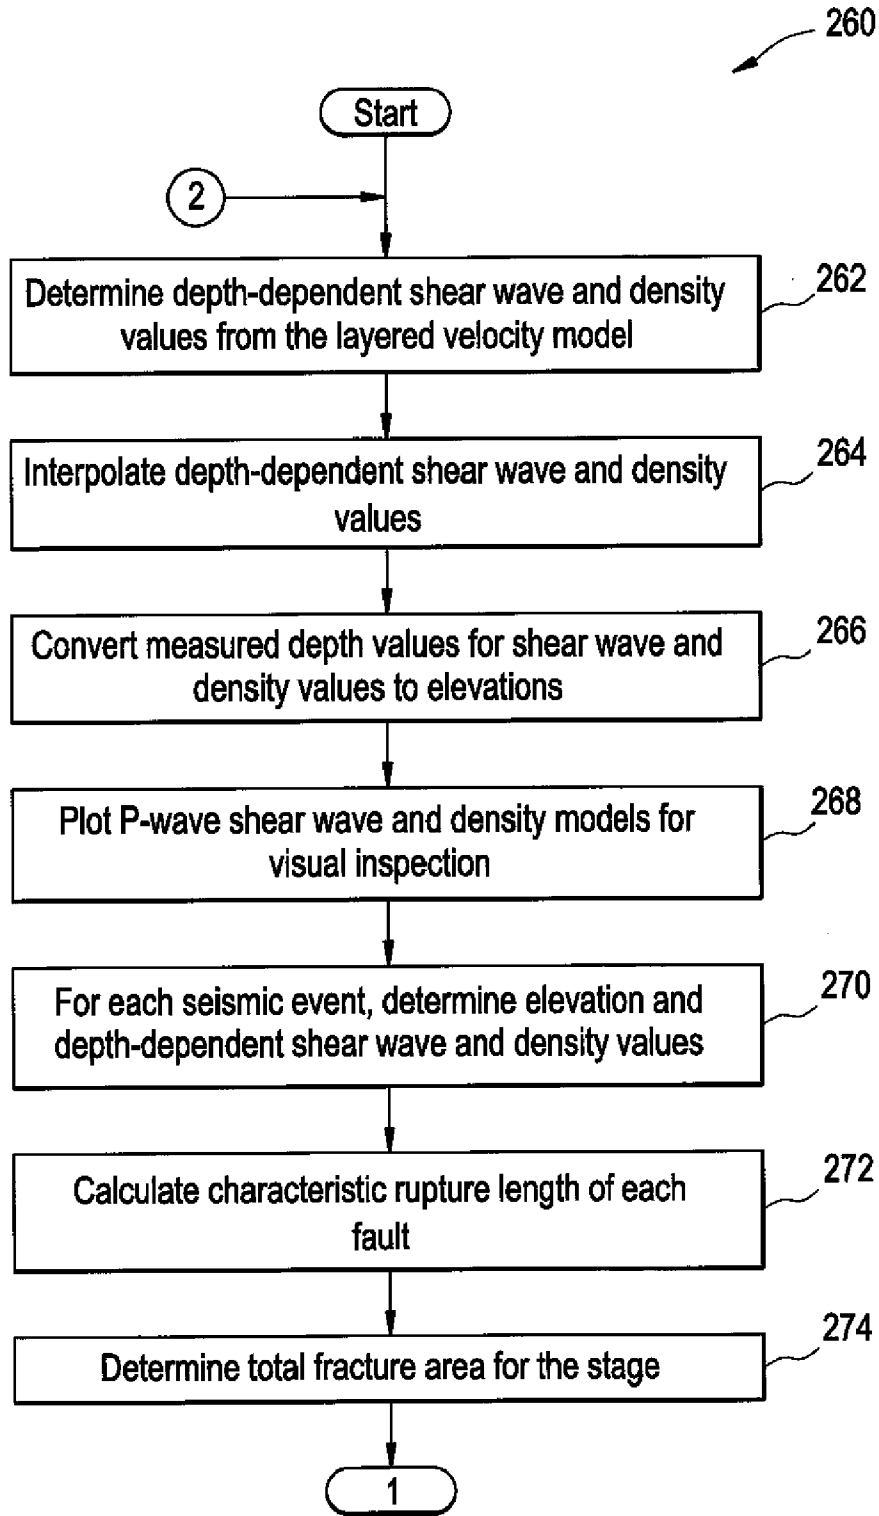 260
Start
2
Determine depth-dependent shear wave and density
values from the layered velocity model
262
Interpolate depth-dependent shear wave and density
values
264
Convert measured depth values for shear wave and
density values to elevations
266
Plot P-wave shear wave and density models for
visual inspection
268
For each seismic event, determine elevation and
depth-dependent shear wave and density values
270
Calculate characteristic rupture length of each
fault
272
Determine total fracture area for the stage
274
1